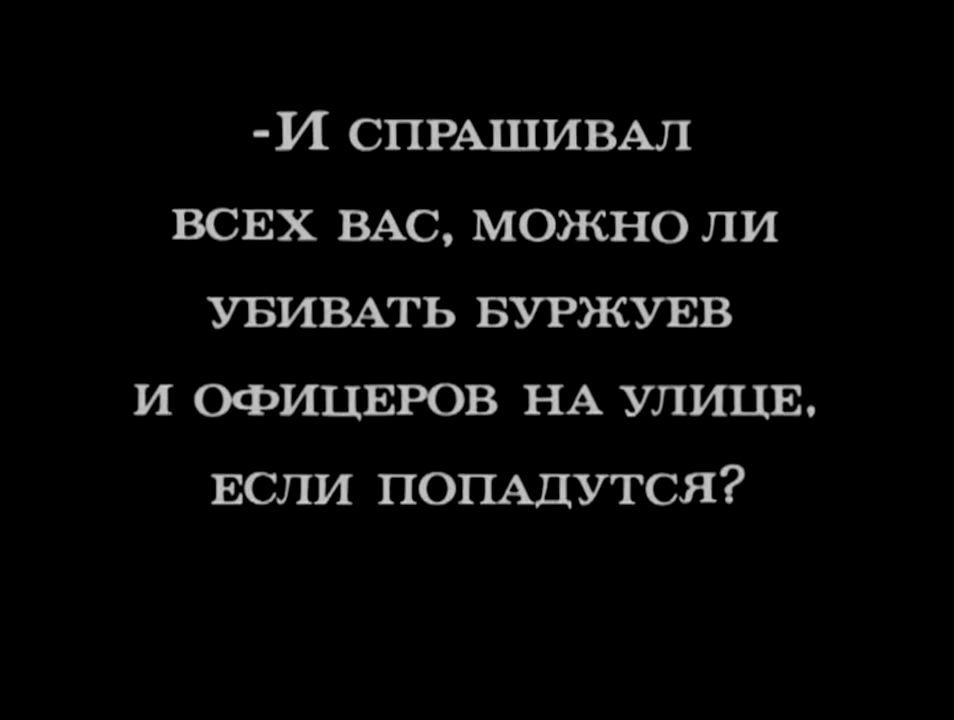 -И СПРАШИВАЛ
ВСЕХ ВАС, МОЖНО ЛИ
УБИВАТЬ БУРЖУЕВ
И ОФИЦЕРОВ НА УЛИЦЕ.
ЕСЛИ ПОПАДУТСЯ?